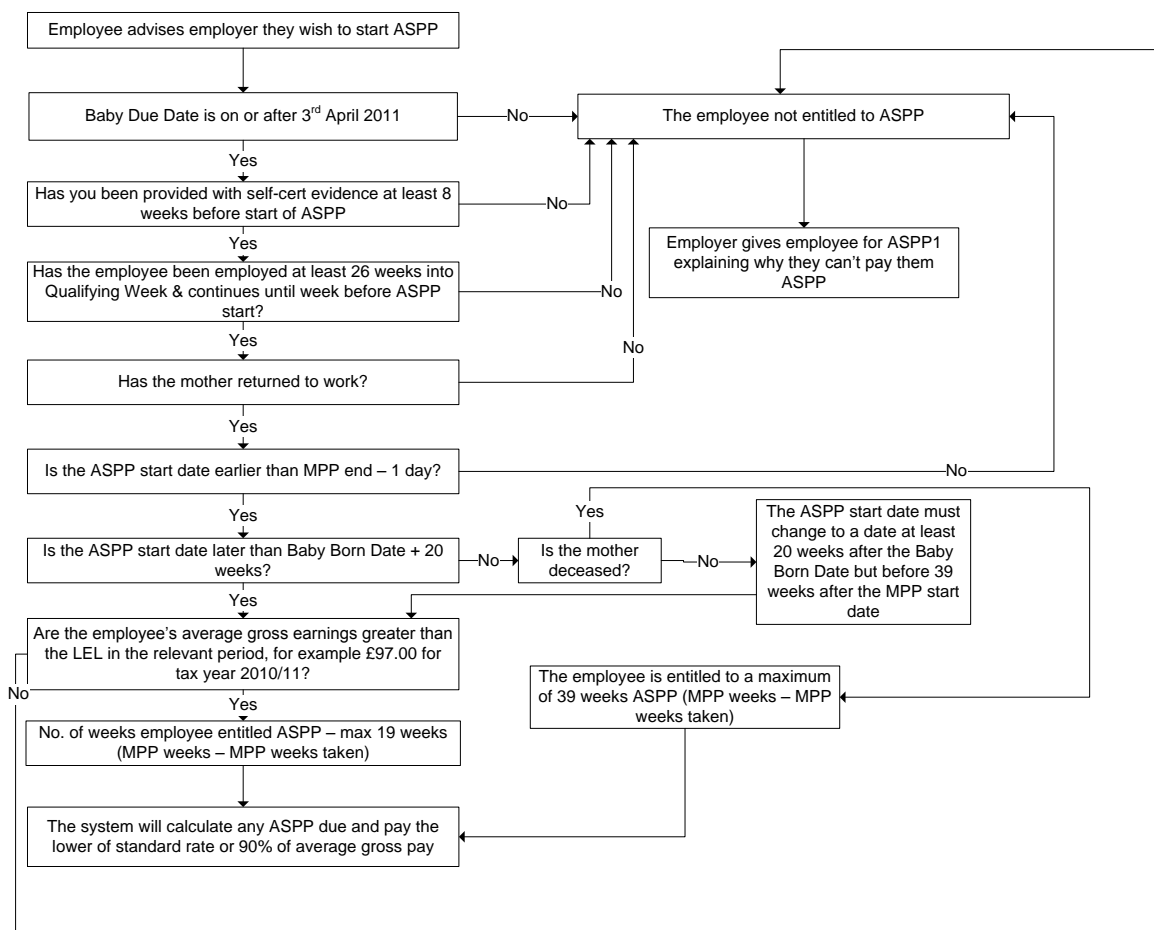 Employee advises employer they wish to start ASPP
Baby Due Date is on or after 3rd April 2011
No
The employee not entitled to ASPP
Yes
Has you been provided with self-cert evidence at least 8
weeks before start of ASPP
No
Yes
Employer gives employee for ASPP1
explaining why they can't pay them
ASPP
Has the employee been employed at least 26 weeks into
Qualifying Week & continues until week before ASPP
start?
No
Yes
No
Has the mother returned to work?
Yes
Is the ASPP start date earlier than MPP end – 1 day?
No
Yes
Is the ASPP start date later than Baby Born Date + 20
weeks?
No
Yes
Is the mother
deceased?
No
The ASPP start date must
change to a date at least
20 weeks after the Baby
Born Date but before 39
weeks after the MPP start
date
Yes
Are the employee's average gross earnings greater than
the LEL in the relevant period, for example £97.00 for
tax year 2010/11?
No
Yes
The employee is entitled to a maximum
of 39 weeks ASPP (MPP weeks – MPP
weeks taken)
No. of weeks employee entitled ASPP – max 19 weeks
(MPP weeks – MPP weeks taken)
The system will calculate any ASPP due and pay the
lower of standard rate or 90% of average gross pay